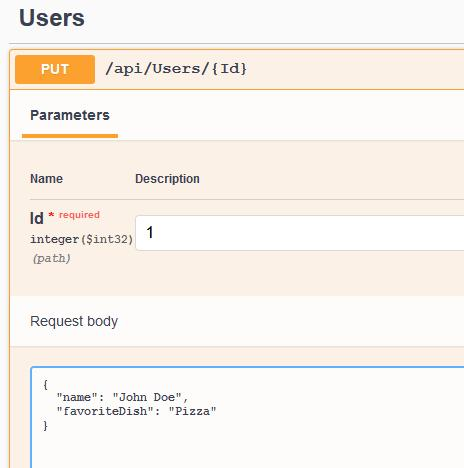 Users
PUT /api/Users/{Id}
Parameters
Name Description
Id * required
1
integer($int32)
(path)
Request body
{
"name": "John Doe",
"favoriteDish": "Pizza"
}